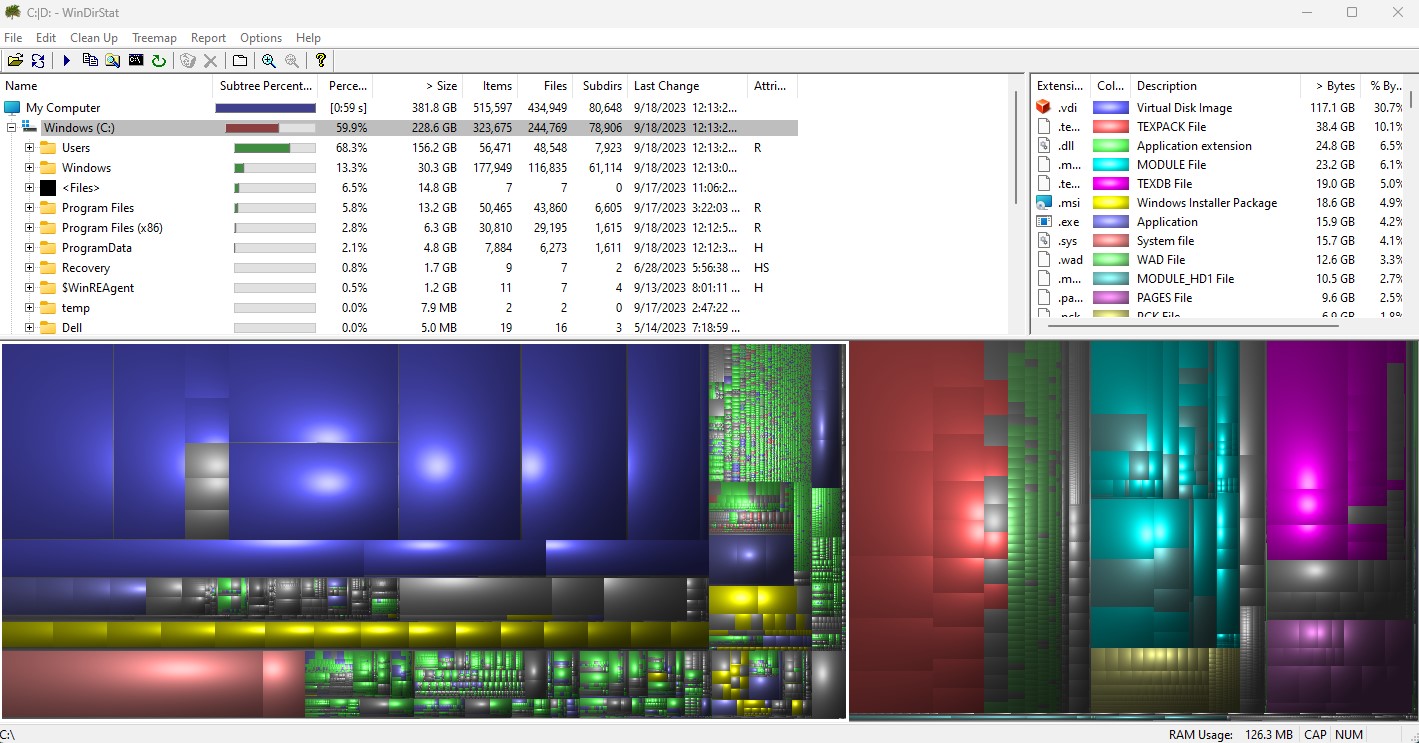 C:|D: - WinDirStat
File Edit Clean Up Treemap Report Options Help
Name Subtree Percent... Perce... > Size Items Files Subdirs Last Change Attri...
My Computer [0:59 s] 381.8 GB 515,597 434,949 80,648 9/18/2023 12:13:2...
Windows (C:) 59.9% 228.6 GB 323,675 244,769 78,906 9/18/2023 12:13:2...
Users 68.3% 156.2 GB 56,471 48,548 7,923 9/18/2023 12:13:2... R
Windows 13.3% 30.3 GB 177,949 116,835 61,114 9/18/2023 12:13:0...
<Files> 6.5% 14.8 GB 7 7 0 9/17/2023 11:06:2...
Program Files 5.8% 13.2 GB 50,465 43,860 6,605 9/17/2023 3:22:03 ... R
Program Files (x86) 2.8% 6.3 GB 30,810 29,195 1,615 9/18/2023 12:12:5... R
ProgramData 2.1% 4.8 GB 7,884 6,273 1,611 9/18/2023 12:12:3... H
Recovery 0.8% 1.7 GB 9 7 2 6/28/2023 5:56:38 ... HS
$WinREAgent 0.5% 1.2 GB 11 7 4 9/13/2023 8:01:11 ... H
temp 0.0% 7.9 MB 2 2 0 9/17/2023 2:47:22 ...
Dell 0.0% 5.0 MB 19 16 3 5/14/2023 7:18:59 ...
Extensi... Col... Description > Bytes % By...
.vdi Virtual Disk Image 117.1 GB 30.7%
.te... TEXPACK File 38.4 GB 10.1%
.dll Application extension 24.8 GB 6.5%
.m... MODULE File 23.2 GB 6.1%
.te... TEXDB File 19.0 GB 5.0%
.msi Windows Installer Package 18.6 GB 4.9%
.exe Application 15.9 GB 4.2%
.sys System file 15.7 GB 4.1%
.wad WAD File 12.6 GB 3.3%
.m... MODULE_HD1 File 10.5 GB 2.7%
.pa... PAGES File 9.6 GB 2.5%
.pck PCK File 6.9 GB 1.8%
C:\ RAM Usage: 126.3 MB CAP NUM